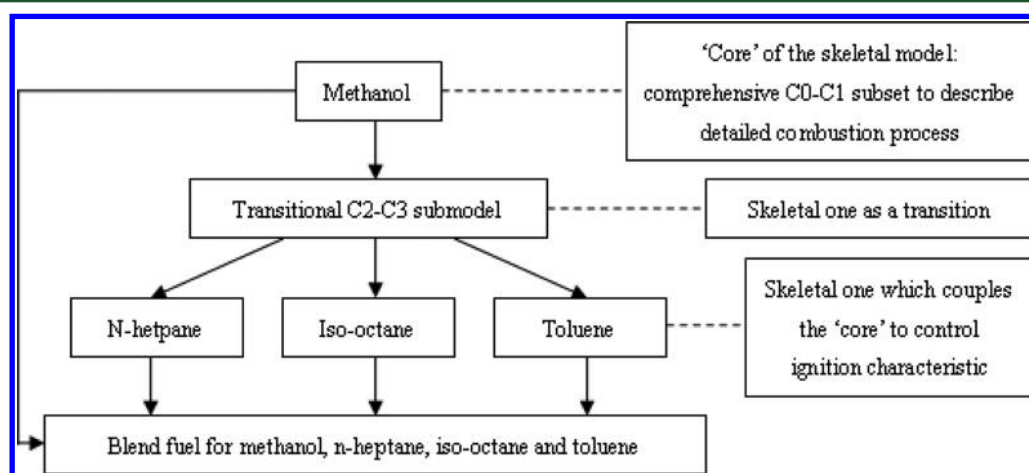 Methanol
'Core' of the skeletal model:
comprehensive C0-C1 subset to describe
detailed combustion process
Transitional C2-C3 submodel
Skeletal one as a transition
N-hetpane
Iso-octane
Toluene
Skeletal one which couples
the 'core' to control
ignition characteristic
Blend fuel for methanol, n-heptane, iso-octane and toluene